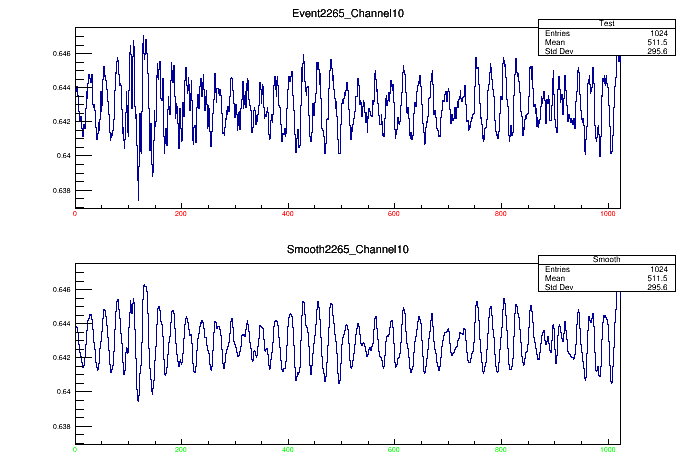 Event2265_Channel10
Test
Entries 1024
Mean 511.5
Std Dev 295.6
0.646
0.644
0.642
0.64
0.638
0 200 400 600 800 1000
Smooth2265_Channel10
Smooth
Entries 1024
Mean 511.5
Std Dev 295.6
0.646
0.644
0.642
0.64
0.638
0 200 400 600 800 1000